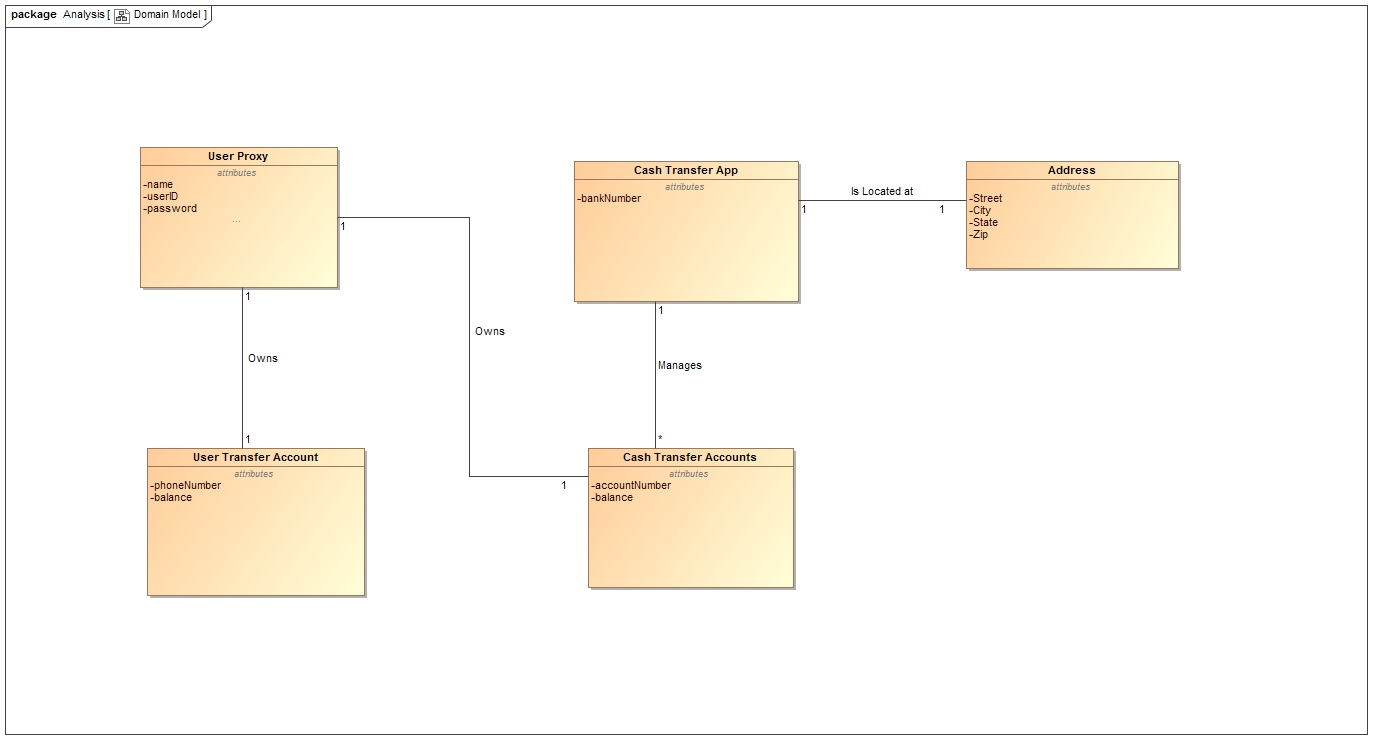 package Analysis [ Domain Model ]
User Proxy
attributes
-name
-userID
-password
...
1
1
Owns
1
User Transfer Account
attributes
-phoneNumber
-balance
Owns
1
Cash Transfer App
attributes
-bankNumber
1
Is Located at
1
Address
attributes
-Street
-City
-State
-Zip
1
Manages
*
Cash Transfer Accounts
attributes
-accountNumber
-balance